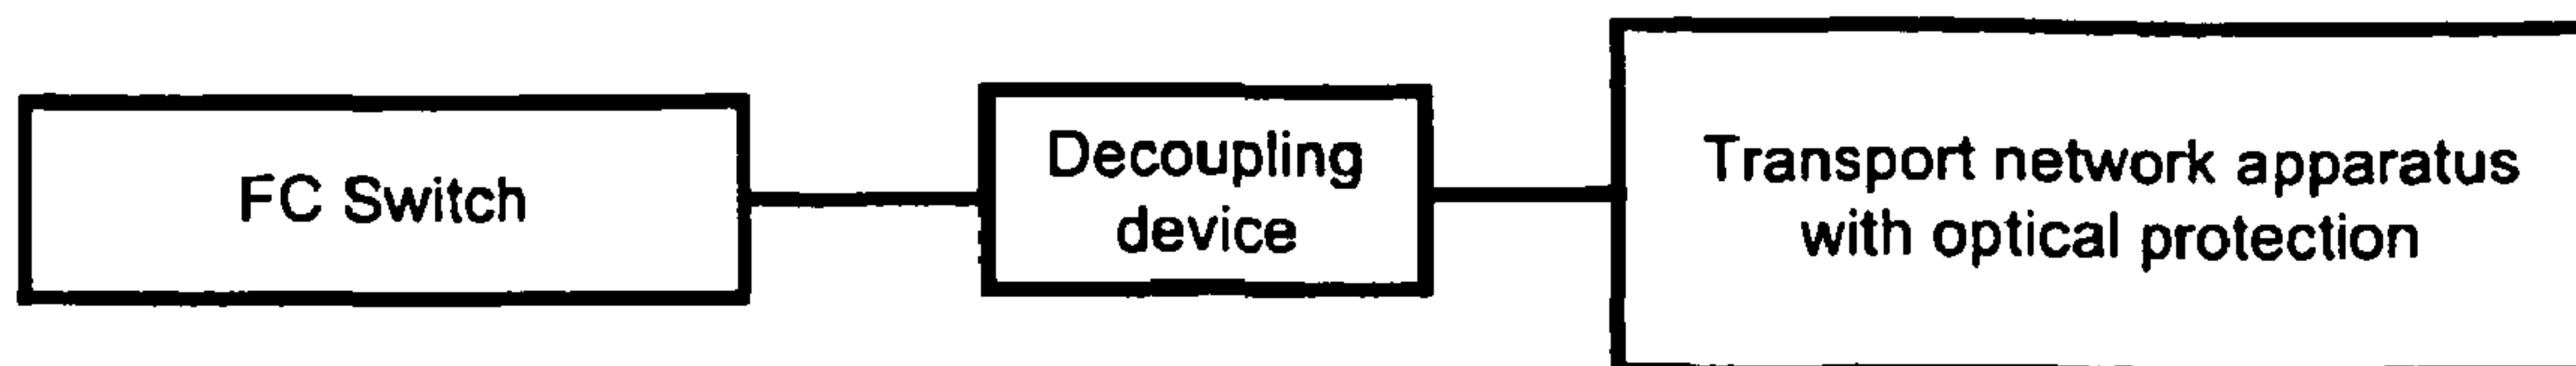 FC Switch
Decoupling
device
Transport network apparatus
with optical protection